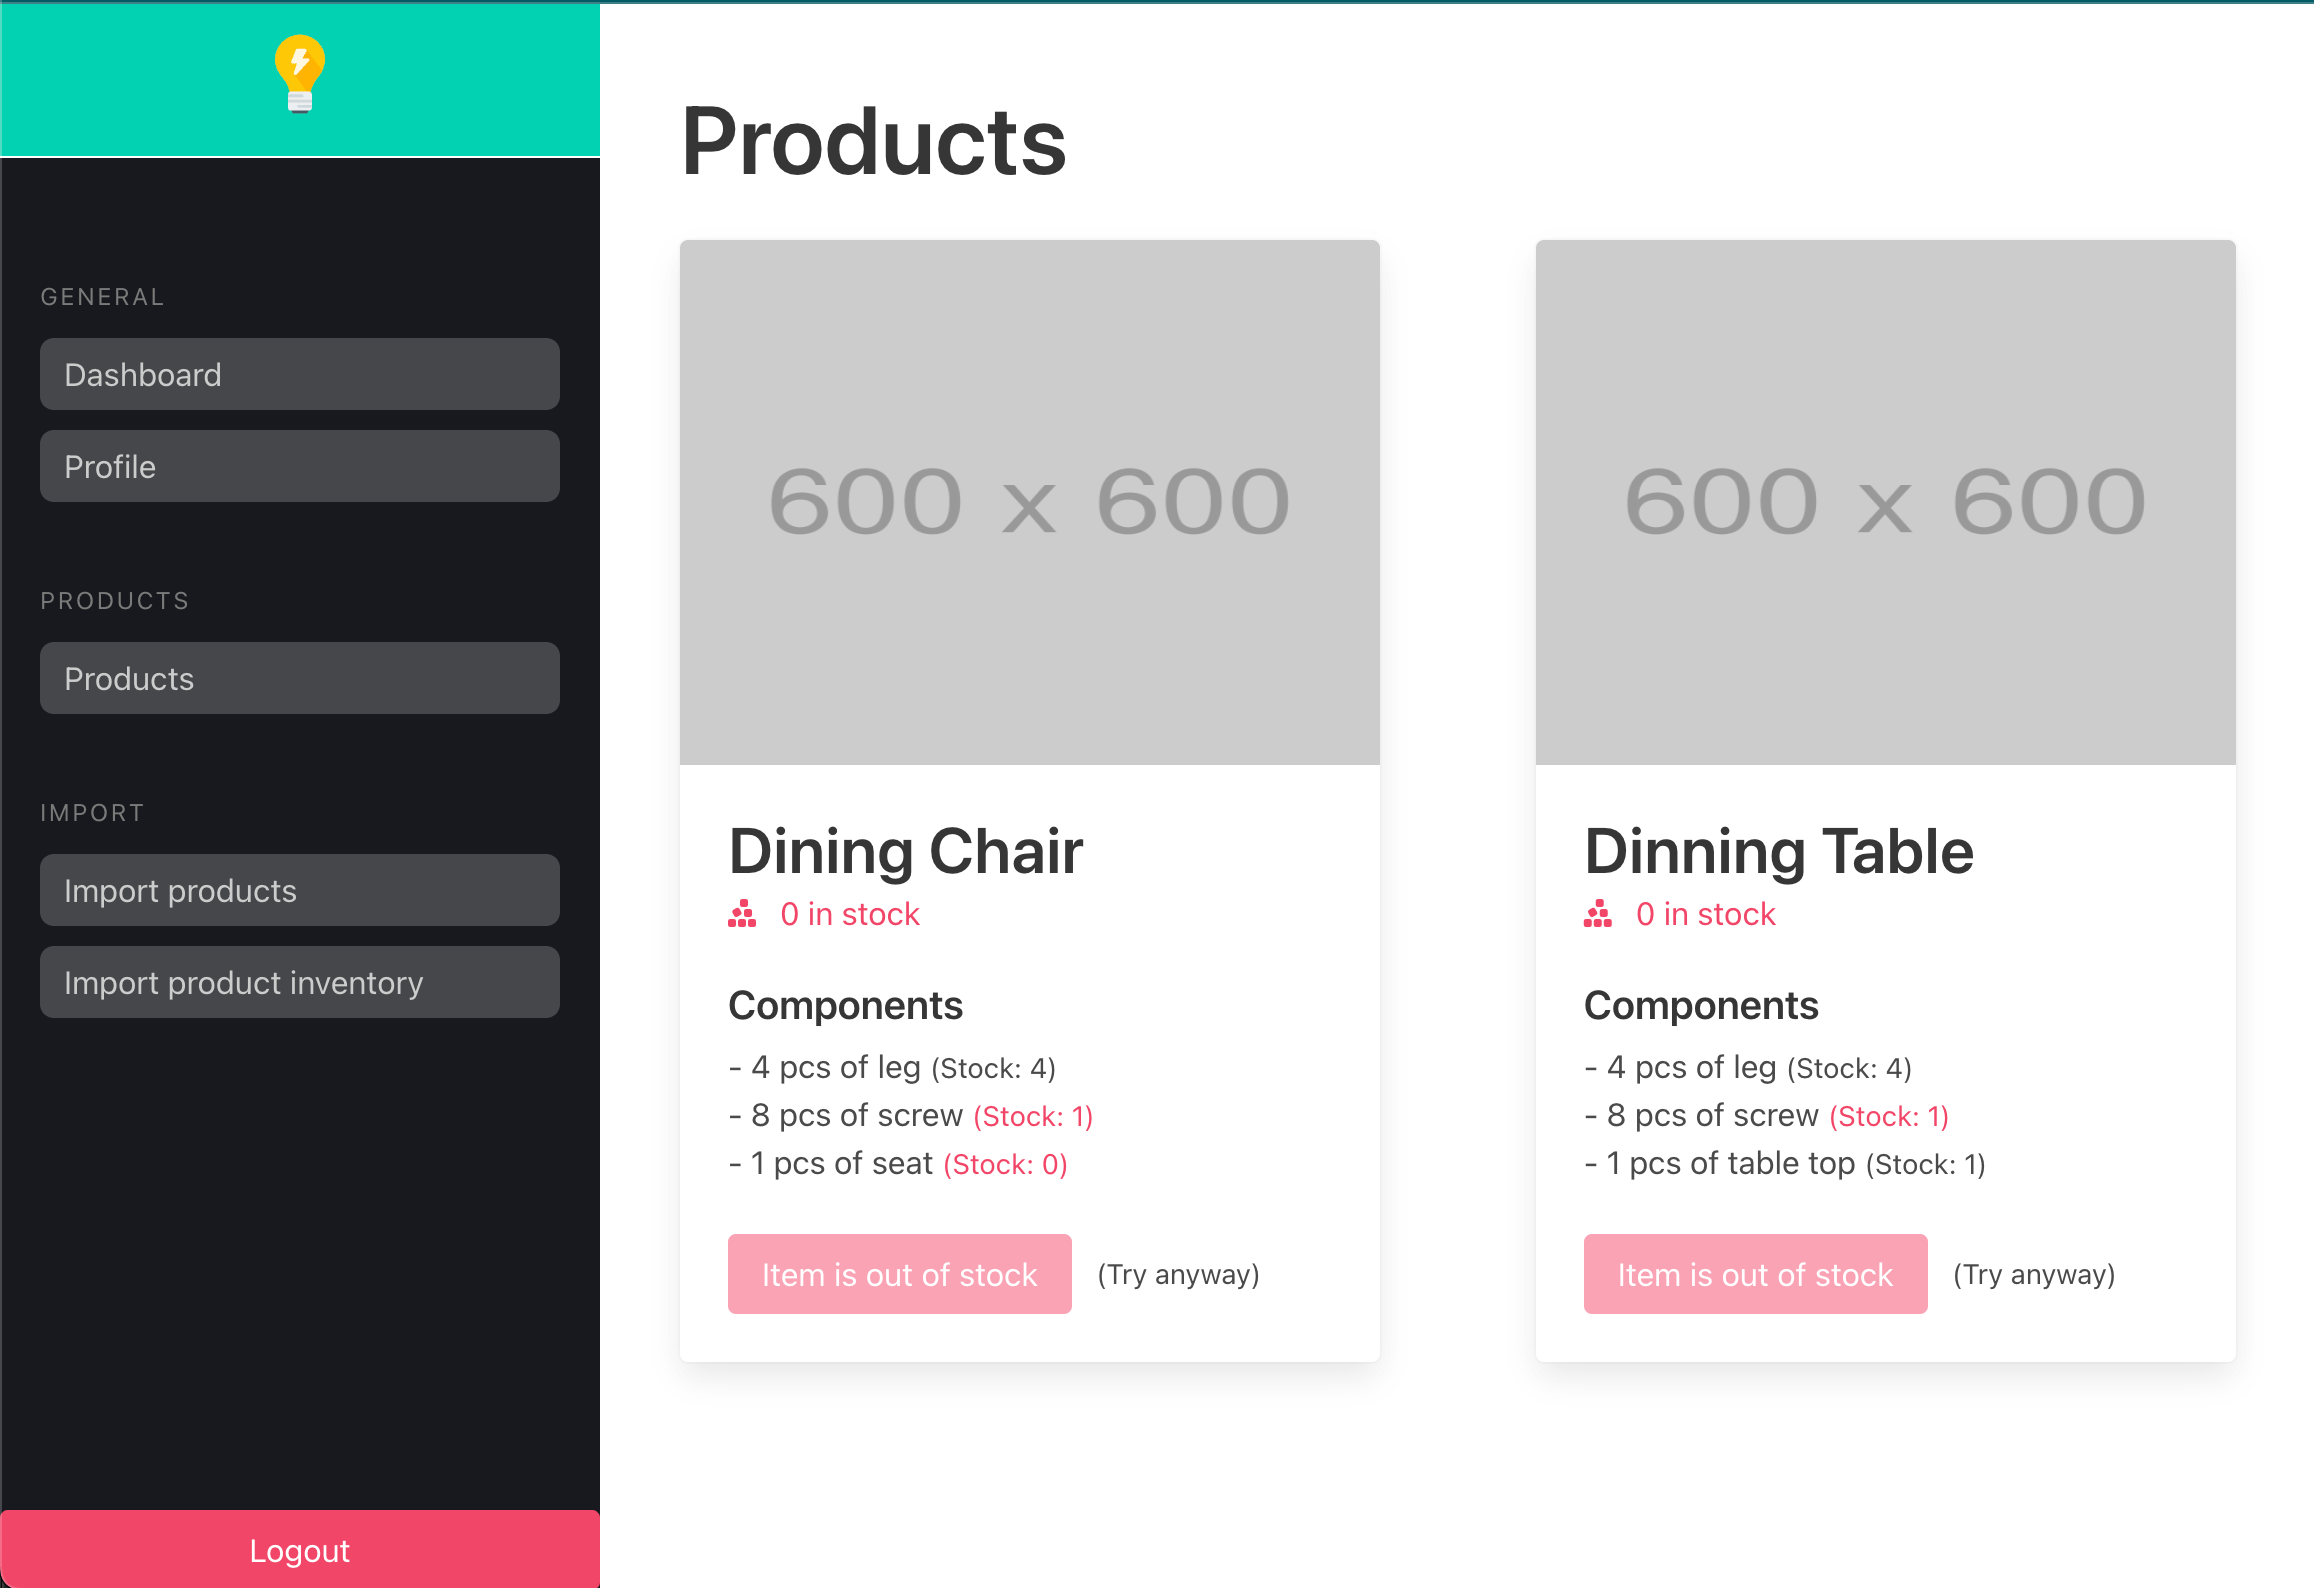 GENERAL
Dashboard
Profile
PRODUCTS
Products
IMPORT
Import products
Import product inventory
Logout
Products
600 x 600
Dining Chair
0 in stock
Components
- 4 pcs of leg (Stock: 4)
- 8 pcs of screw (Stock: 1)
- 1 pcs of seat (Stock: 0)
Item is out of stock (Try anyway)
600 x 600
Dinning Table
0 in stock
Components
- 4 pcs of leg (Stock: 4)
- 8 pcs of screw (Stock: 1)
- 1 pcs of table top (Stock: 1)
Item is out of stock (Try anyway)